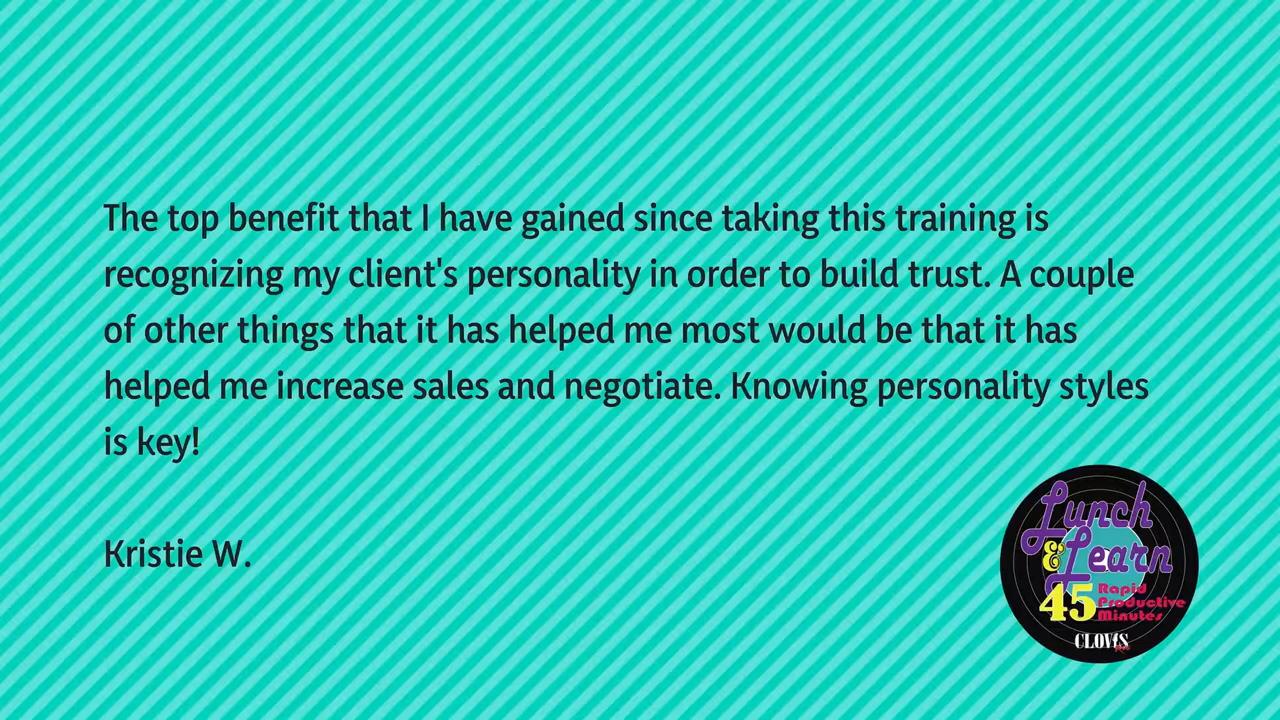 The top benefit that I have gained since taking this training is
recognizing my client's personality in order to build trust. A couple
of other things that it has helped me most would be that it has
helped me increase sales and negotiate. Knowing personality styles
is key!
Kristie W.
Lunch
& Learn
45 Rapid
Productive
Minutes
CLOVIS